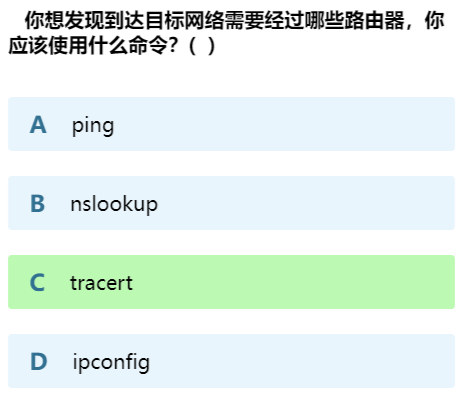 你想发现到达目标网络需要经过哪些路由器，你
应该使用什么命令？（ ）
A ping
B nslookup
C tracert
D ipconfig